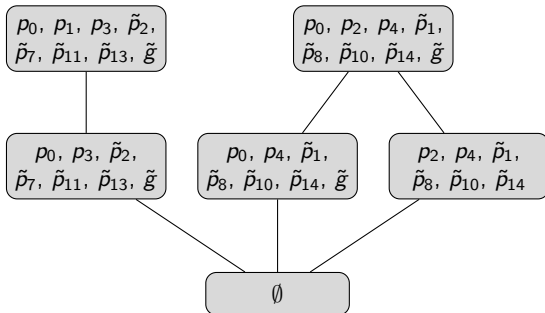 p₀, p₁, p₃, p̃₂,
p̃₇, p̃₁₁, p̃₁₃, g̃
p₀, p₂, p₄, p̃₁,
p̃₈, p̃₁₀, p̃₁₄, g̃
p₀, p₃, p̃₂,
p̃₇, p̃₁₁, p̃₁₃, g̃
p₀, p₄, p̃₁,
p̃₈, p̃₁₀, p̃₁₄, g̃
p₂, p₄, p̃₁,
p̃₈, p̃₁₀, p̃₁₄
∅